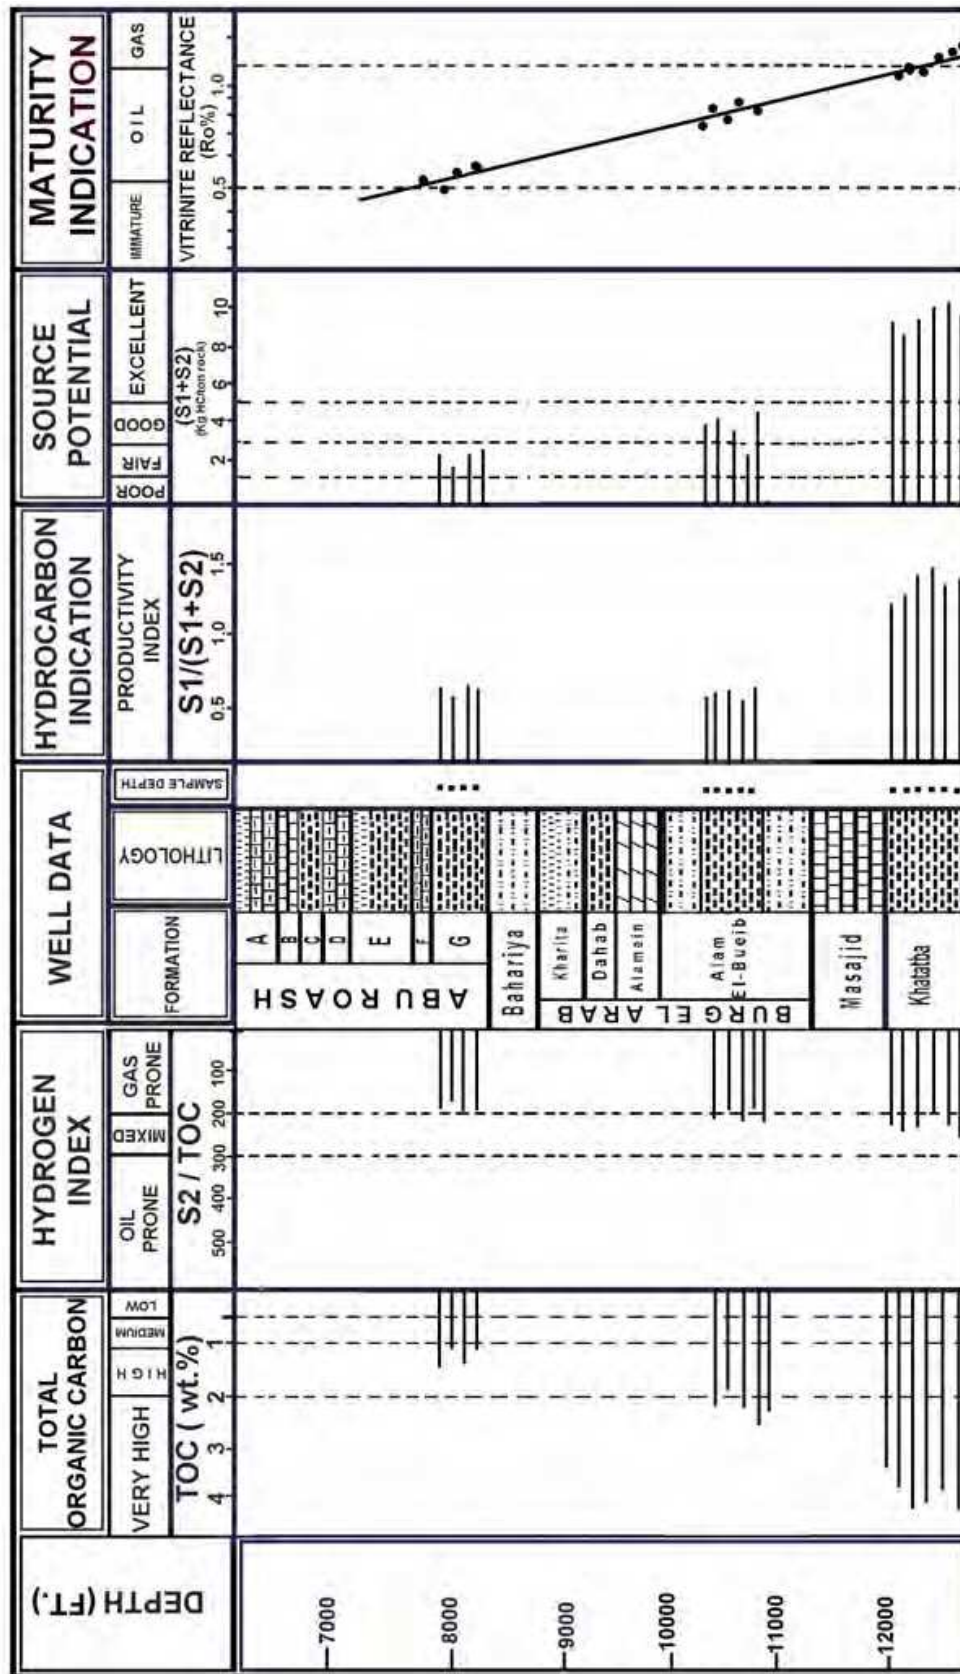 MATURITY
INDICATION
IMMATURE
OIL
GAS
VITRINITE REFLECTANCE
(Ro%)
0.5
1.0
SOURCE
POTENTIAL
POOR
FAIR
GOOD
EXCELLENT
(S1+S2)
(Kg HC/ton rock)
2
4
6
8
10
HYDROCARBON
INDICATION
PRODUCTIVITY
INDEX
S1/(S1+S2)
0.5
1.0
1.5
WELL DATA
FORMATION
LITHOLOGY
SAMPLE DEPTH
ABU ROASH
A
B
C
D
E
F
G
Bahariya
BURG EL ARAB
Kharita
Dahab
Alamein
Alam
El-Bueib
Masajid
Khatatba
HYDROGEN
INDEX
OIL
PRONE
MIXED
GAS
PRONE
S2 / TOC
100
200
300
400
500
TOTAL
ORGANIC CARBON
VERY HIGH
HIGH
MEDIUM
LOW
TOC ( wt.%)
1
2
3
4
DEPTH (FT.)
7000
8000
9000
10000
11000
12000